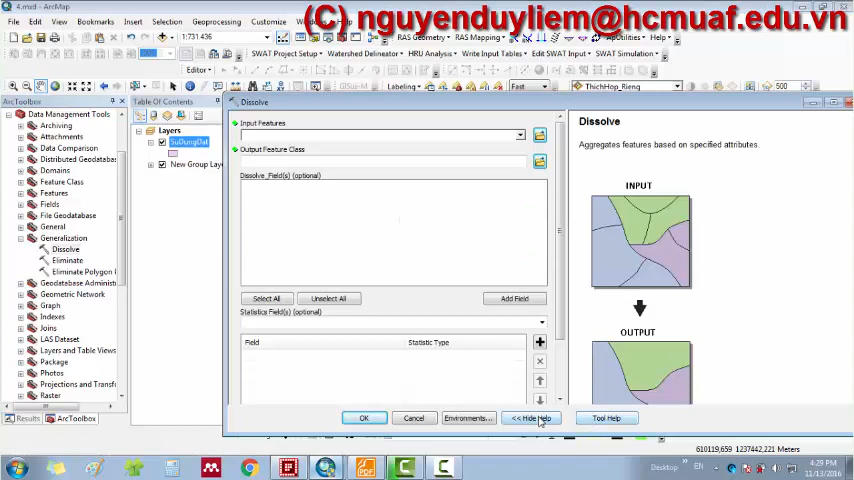 4.mxd - ArcMap
(C) nguyenduyliem@hcmuaf.edu.vn
File View Bookmarks Insert Selection Geoprocessing Customize Windows
1:731.436
RAS Geometry RAS Mapping ApUtilities Help
SWAT Project Setup Watershed Delineator HRU Analysis Write Input Tables Edit SWAT Input SWAT Simulation
Editor
Labeling Fast ThichHop_Rieng 500
ArcToolbox
Data Management Tools
Archiving
Attachments
Data Comparison
Distributed Geodatabas
Domains
Feature Class
Features
Fields
File Geodatabase
General
Generalization
Dissolve
Eliminate
Eliminate Polygon I
Geodatabase Administ
Geometric Network
Graph
Indexes
Joins
LAS Dataset
Layers and Table Views
Package
Photos
Projections and Transf
Raster
Results ArcToolbox
Table Of Contents
Layers
SuDungDat
New Group Laye
Dissolve
Input Features
Output Feature Class
Dissolve_Field(s) (optional)
Select All Unselect All Add Field
Statistics Field(s) (optional)
Field Statistic Type
OK Cancel Environments... << Hide Help Tool Help
Dissolve
Aggregates features based on specified attributes.
INPUT
OUTPUT
610119,659 1237442,221 Meters
Desktop EN 4:29 PM
11/13/2016